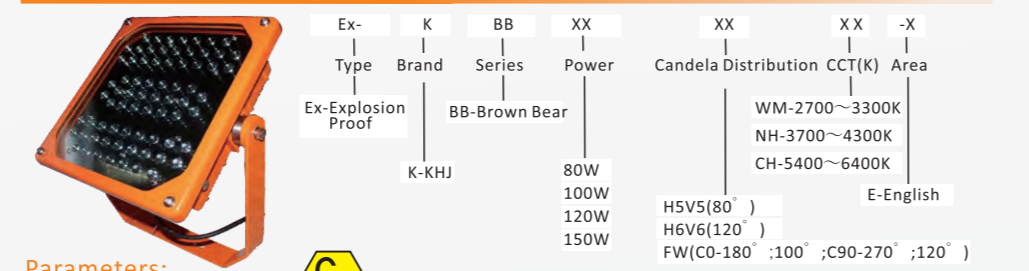 Ex- K BB XX XX XX -X
Type Brand Series Power Candela Distribution CCT(K) Area
Ex-Explosion Proof
BB-Brown Bear
K-KHJ
80W
100W
120W
150W
H5V5(80° )
H6V6(120° )
FW(C0-180° ;100° ;C90-270° ;120° )
WM-2700～3300K
NH-3700～4300K
CH-5400～6400K
E-English
Parameters:
C